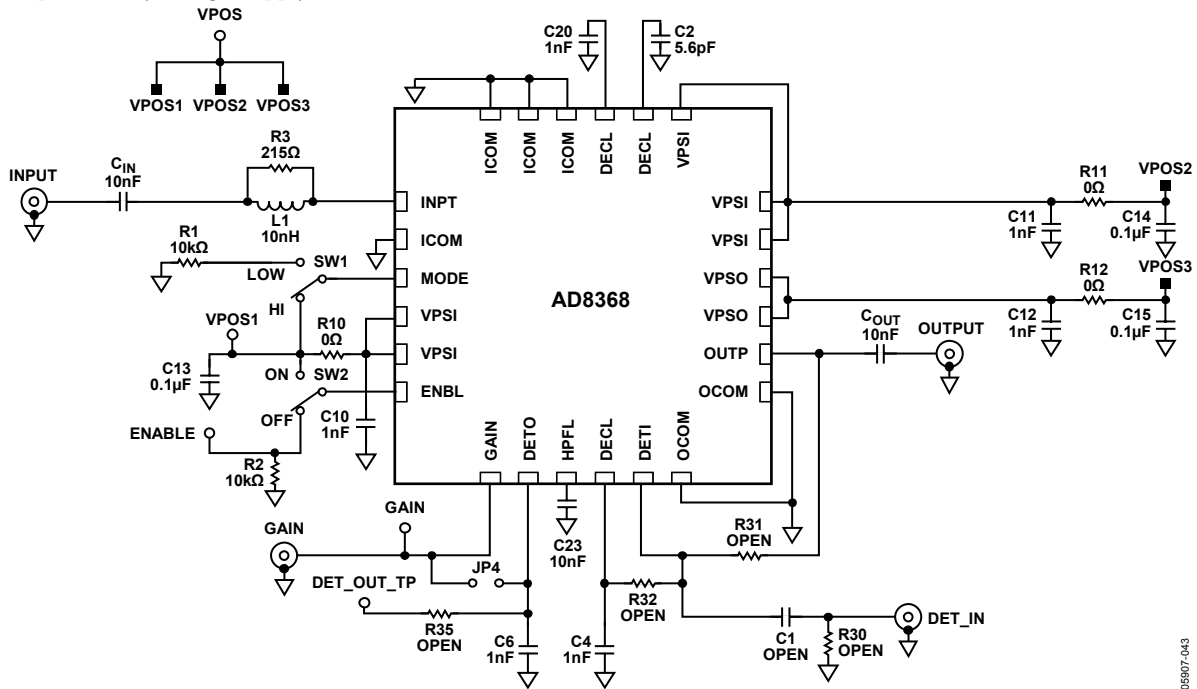 VPOS
VPOS1 VPOS2 VPOS3
C20
1nF
C2
5.6pF
R3
215Ω
INPUT
CIN
10nF
L1
10nH
ICOM
ICOM
ICOM
DECL
DECL
VPSI
INPT
ICOM
MODE
VPSI
VPSI
ENBL
AD8368
VPSI
VPSI
VPSO
VPSO
OUTP
OCOM
GAIN
DETO
HPFL
DECL
DETI
OCOM
R11
0Ω
VPOS2
C11
1nF
C14
0.1µF
R12
0Ω
VPOS3
C12
1nF
C15
0.1µF
COUT
10nF
OUTPUT
R1
10kΩ
SW1
LOW
HI
VPOS1
R10
0Ω
C13
0.1µF
ON SW2
OFF
C10
1nF
ENABLE
R2
10kΩ
GAIN
GAIN
C23
10nF
R31
OPEN
JP4
DET_OUT_TP
R35
OPEN
R32
OPEN
C6
1nF
C4
1nF
C1
OPEN
R30
OPEN
DET_IN
05907-043